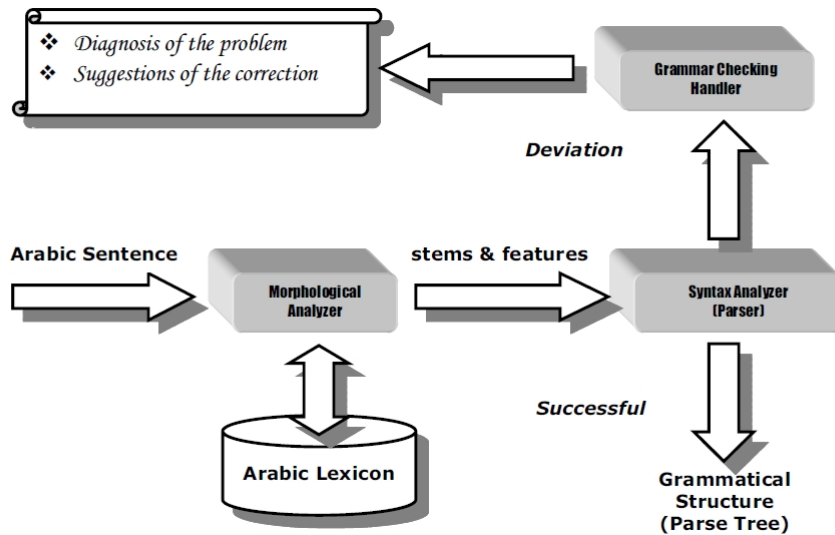 ❖ Diagnosis of the problem
❖ Suggestions of the correction
Grammar Checking
Handler
Deviation
Arabic Sentence
Morphological
Analyzer
stems & features
Syntax Analyzer
(Parser)
Arabic Lexicon
Successful
Grammatical
Structure
(Parse Tree)